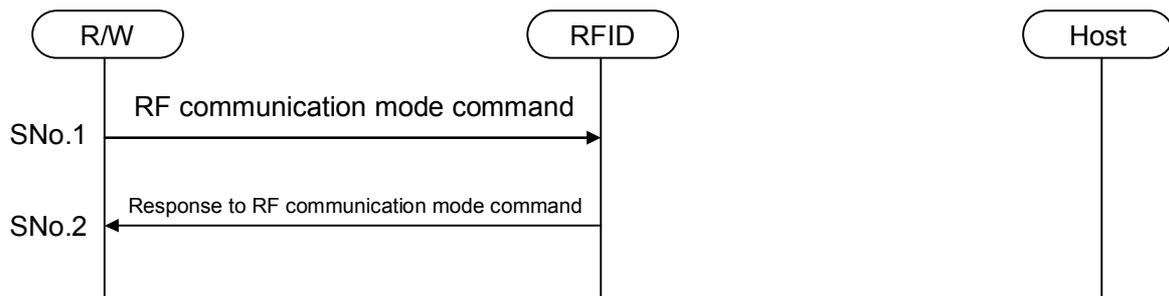 R/W
RFID
Host
RF communication mode command
SNo.1
Response to RF communication mode command
SNo.2